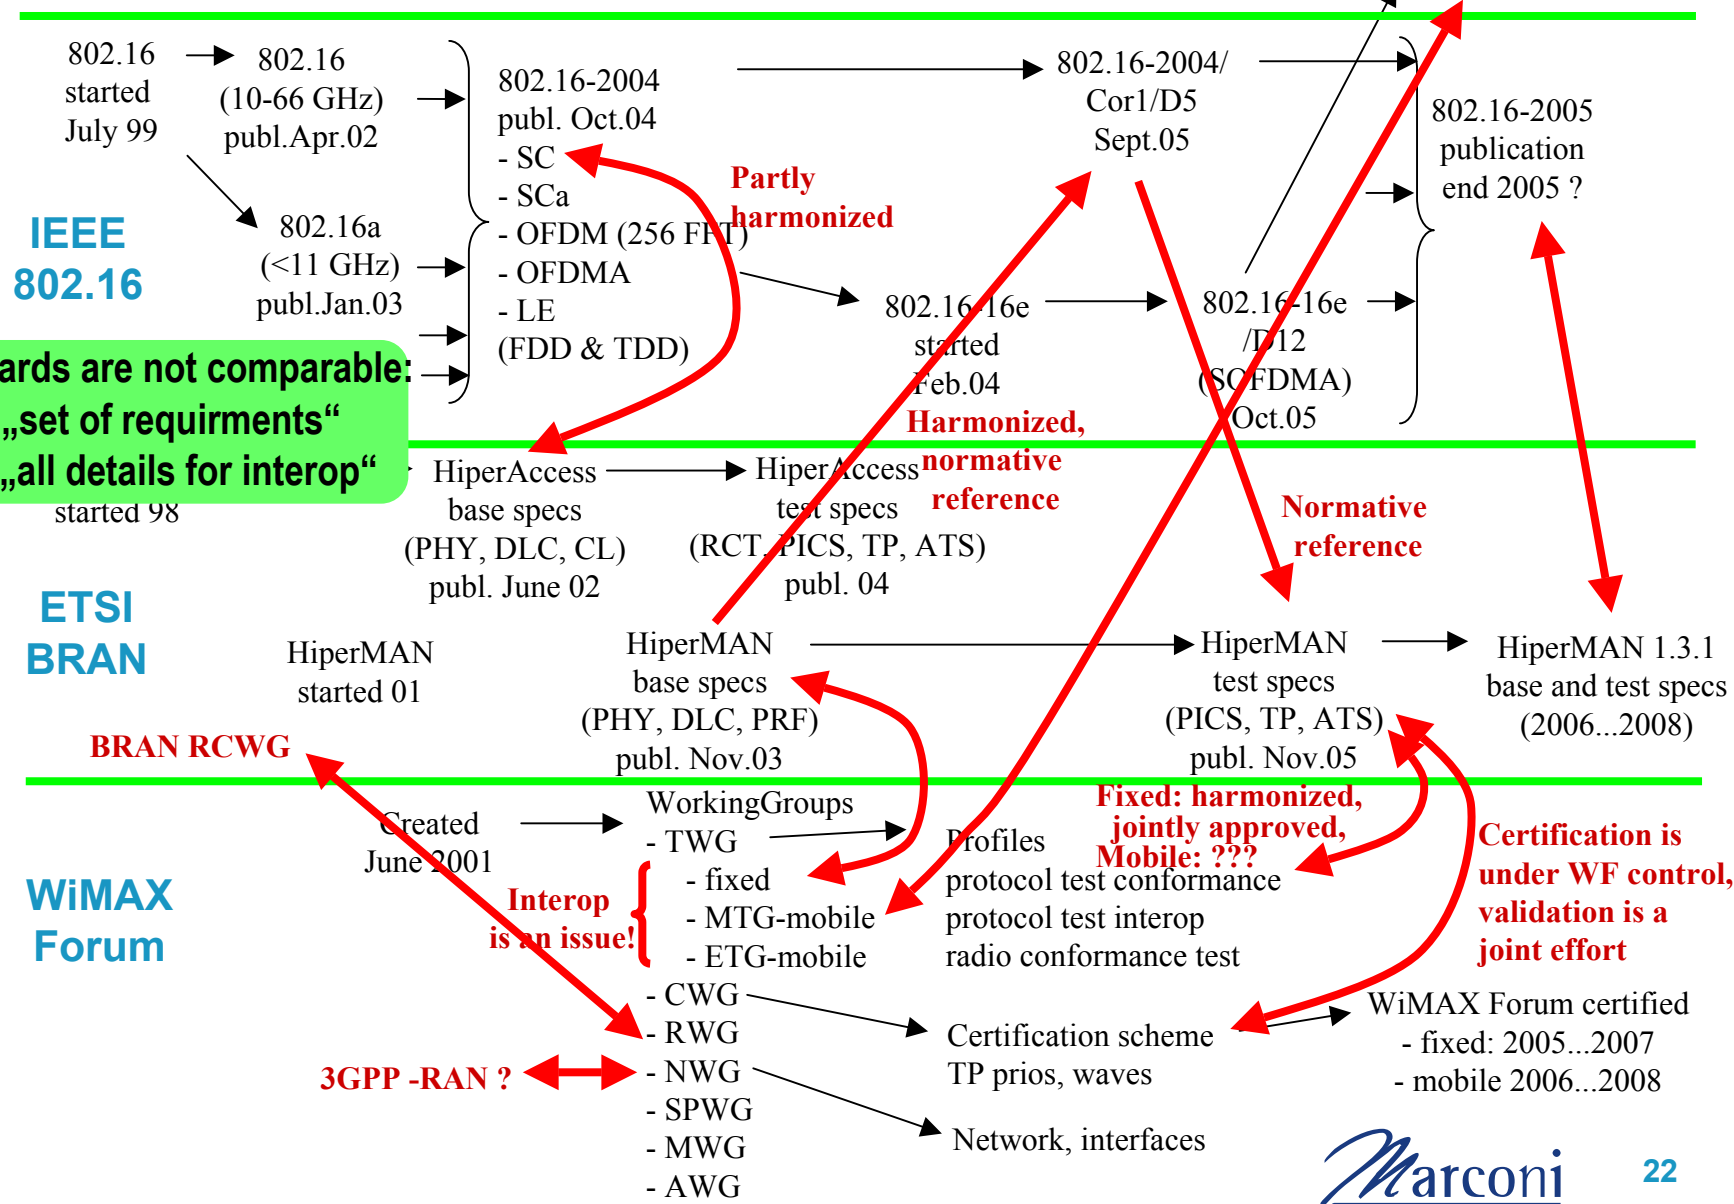 802.16
started
July 99
802.16
(10-66 GHz)
publ.Apr.02
802.16a
(<11 GHz)
publ.Jan.03
802.16-2004
publ. Oct.04
- SC
- SCa
- OFDM (256 FFT)
- OFDMA
- LE
(FDD & TDD)
Partly
harmonized
802.16-2004/
Cor1/D5
Sept.05
802.16-16e
started
Feb.04
802.16-16e
/D12
(SOFDMA)
Oct.05
802.16-2005
publication
end 2005 ?
IEEE
802.16
ards are not comparable:
„set of requirments“
„all details for interop“
started 98
HiperAccess
base specs
(PHY, DLC, CL)
publ. June 02
HiperAccess
test specs
(RCT, PICS, TP, ATS)
publ. 04
Harmonized,
normative
reference
Normative
reference
ETSI
BRAN
HiperMAN
started 01
HiperMAN
base specs
(PHY, DLC, PRF)
publ. Nov.03
HiperMAN
test specs
(PICS, TP, ATS)
publ. Nov.05
HiperMAN 1.3.1
base and test specs
(2006...2008)
BRAN RCWG
WiMAX
Forum
Created
June 2001
WorkingGroups
- TWG
- fixed
- MTG-mobile
- ETG-mobile
- CWG
- RWG
- NWG
- SPWG
- MWG
- AWG
Interop
is an issue!
3GPP -RAN ?
Profiles
protocol test conformance
protocol test interop
radio conformance test
Fixed: harmonized,
jointly approved,
Mobile: ???
Certification is
under WF control,
validation is a
joint effort
Certification scheme
TP prios, waves
Network, interfaces
WiMAX Forum certified
- fixed: 2005...2007
- mobile 2006...2008
Marconi
22